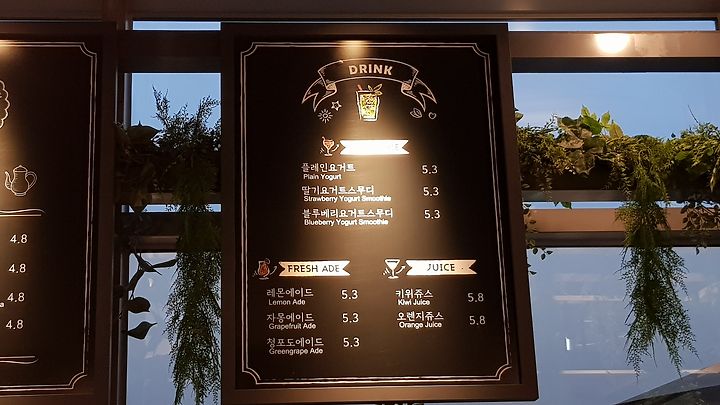 4.8
4.8
4.8
4.8
DRINK
플레인요거트 5.3
Plain Yogurt
딸기요거트스무디 5.3
Strawberry Yogurt Smoothie
블루베리요거트스무디 5.3
Blueberry Yogurt Smoothie
FRESH ADE
레몬에이드 5.3
Lemon Ade
자몽에이드 5.3
Grapefruit Ade
청포도에이드 5.3
Greengrape Ade
JUICE
키위쥬스 5.8
Kiwi Juice
오렌지쥬스 5.8
Orange Juice